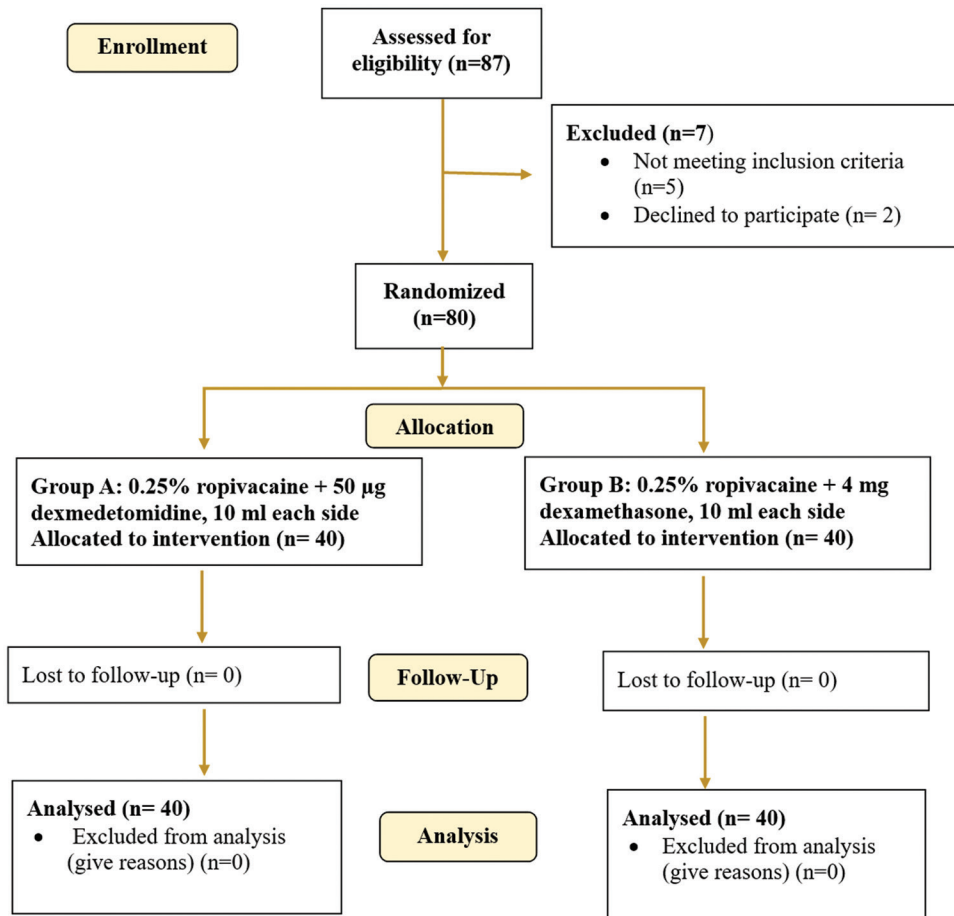 Enrollment
Assessed for
eligibility (n=87)
Excluded (n=7)
• Not meeting inclusion criteria
(n=5)
• Declined to participate (n= 2)
Randomized
(n=80)
Allocation
Group A: 0.25% ropivacaine + 50 µg
dexmedetomidine, 10 ml each side
Allocated to intervention (n= 40)
Group B: 0.25% ropivacaine + 4 mg
dexamethasone, 10 ml each side
Allocated to intervention (n= 40)
Lost to follow-up (n= 0)
Follow-Up
Lost to follow-up (n= 0)
Analysed (n= 40)
• Excluded from analysis
(give reasons) (n=0)
Analysis
Analysed (n= 40)
• Excluded from analysis
(give reasons) (n=0)